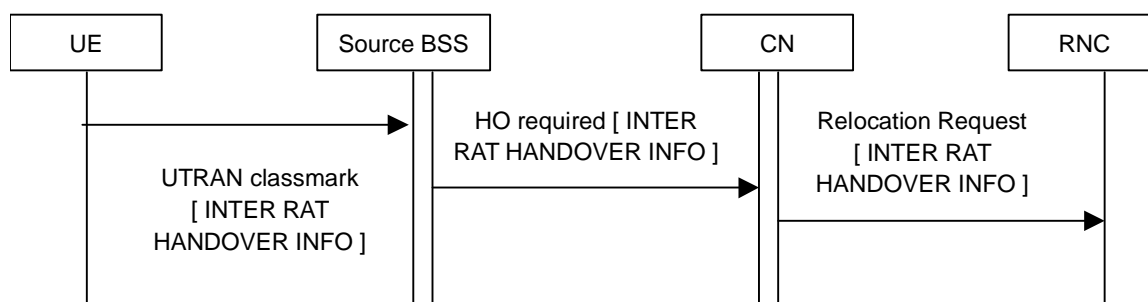 UE
Source BSS
CN
RNC
HO required [ INTER
RAT HANDOVER INFO ]
Relocation Request
[ INTER RAT
HANDOVER INFO ]
UTRAN classmark
[ INTER RAT
HANDOVER INFO ]